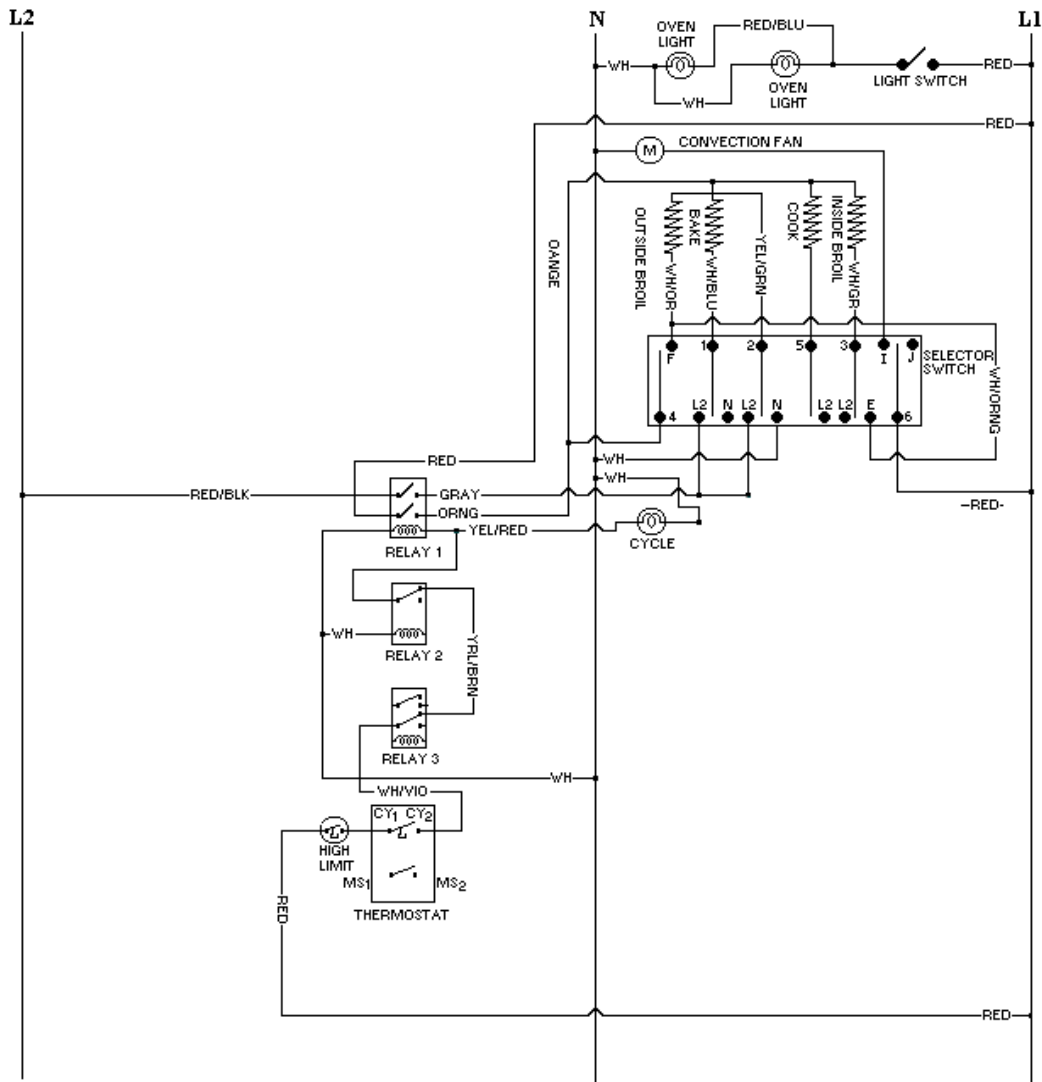 L2
N
L1
OVEN
LIGHT
RED/BLU
WH
RED
OVEN
LIGHT
LIGHT SWITCH
WH
RED
CONVECTION FAN
M
OUTSIDE BROIL
BAKE
COOK
INSIDE BROIL
OANGE
WH/OR
WH/BLU
YEL/GRN
WH/GR
F
1
2
5
3
I
J
SELECTOR
SWITCH
WH/ORNG
4
L2
N
L2
N
L2
L2
E
6
RED
WH
WH
RED/BLK
GRAY
-RED-
ORNG
YEL/RED
CYCLE
RELAY 1
WH
RELAY 2
YRL/BRN
RELAY 3
WH
WH/VIO
CY1 CY2
HIGH
LIMIT
MS1
MS2
THERMOSTAT
RED
RED